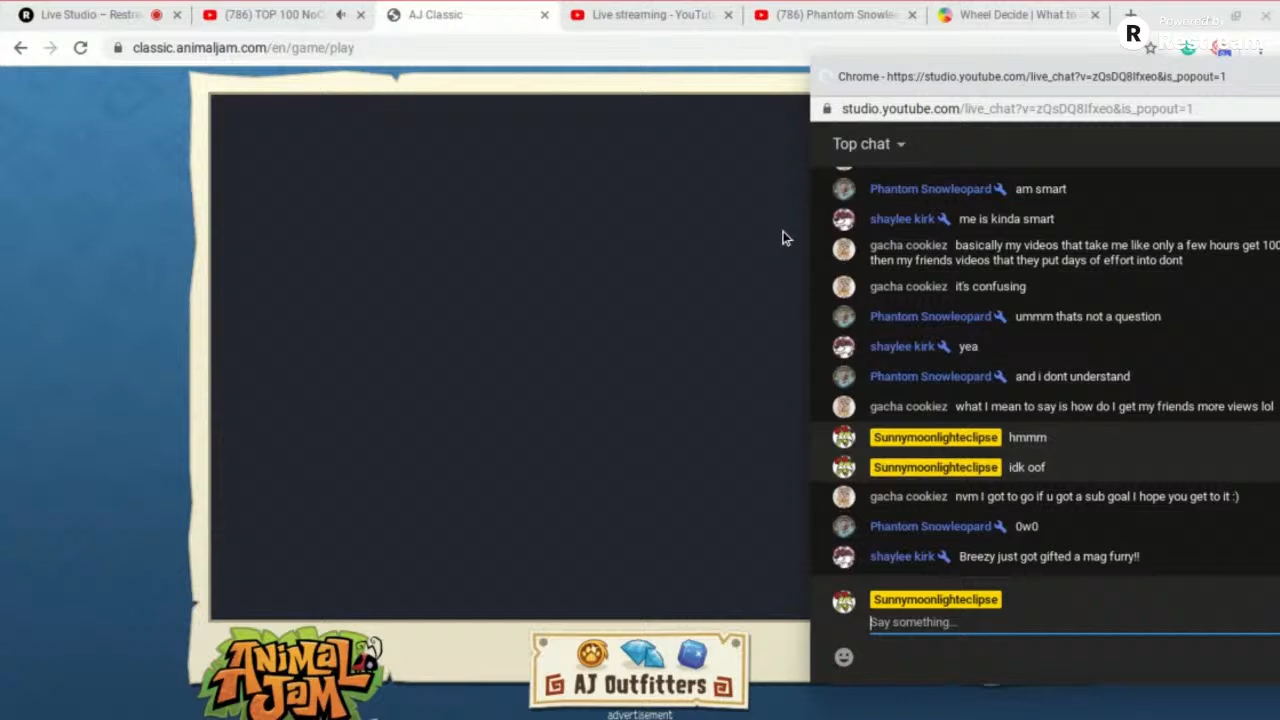 Live Studio – Restre
(786) TOP 100 NoC
AJ Classic
Live streaming - YouTu
(786) Phantom Snowle
Wheel Decide | What to
Powered by
Restream
classic.animaljam.com/en/game/play
Chrome - https://studio.youtube.com/live_chat?v=zQsDQ8Ifxeo&is_popout=1
studio.youtube.com/live_chat?v=zQsDQ8Ifxeo&is_popout=1
Top chat
Phantom Snowleopard am smart
shaylee kirk me is kinda smart
gacha cookiez basically my videos that take me like only a few hours get 100
then my friends videos that they put days of effort into dont
gacha cookiez it's confusing
Phantom Snowleopard ummm thats not a question
shaylee kirk yea
Phantom Snowleopard and i dont understand
gacha cookiez what I mean to say is how do I get my friends more views lol
Sunnymoonlighteclipse hmmm
Sunnymoonlighteclipse idk oof
gacha cookiez nvm I got to go if u got a sub goal I hope you get to it :)
Phantom Snowleopard 0w0
shaylee kirk Breezy just got gifted a mag furry!!
Sunnymoonlighteclipse
Say something...
ANIMAL
JAM
AJ Outfitters
advertisement